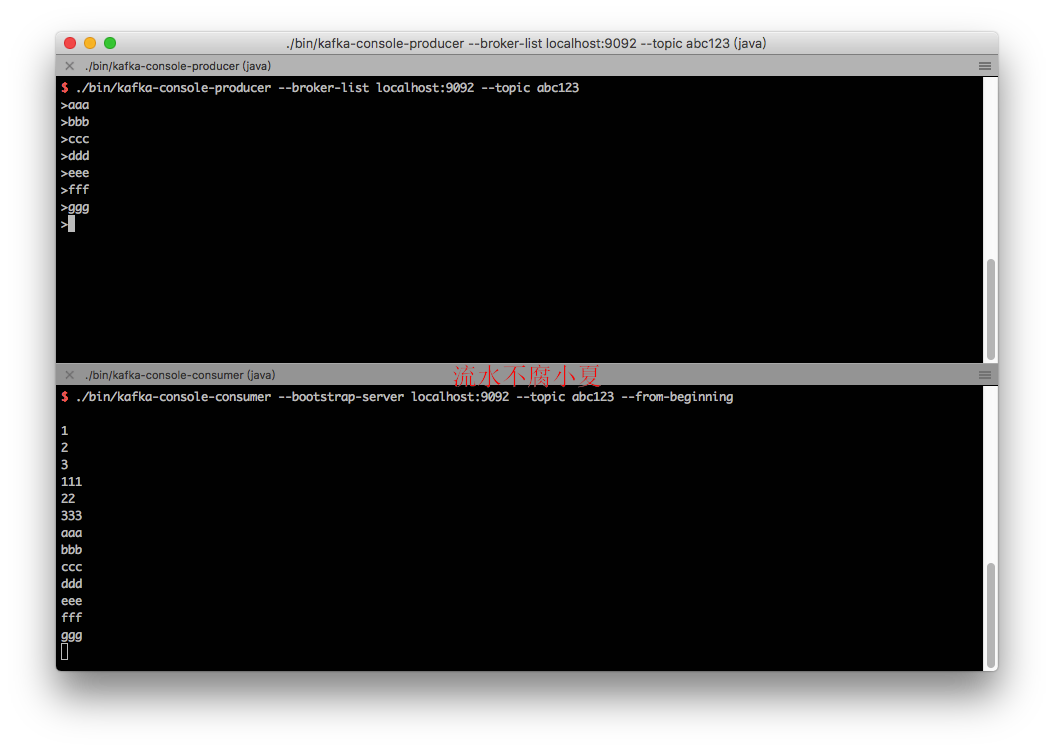 ./bin/kafka-console-producer --broker-list localhost:9092 --topic abc123 (java)
./bin/kafka-console-producer (java)
$ ./bin/kafka-console-producer --broker-list localhost:9092 --topic abc123
>aaa
>bbb
>ccc
>ddd
>eee
>fff
>ggg
>
./bin/kafka-console-consumer (java)
流水不腐小夏
$ ./bin/kafka-console-consumer --bootstrap-server localhost:9092 --topic abc123 --from-beginning
1
2
3
111
22
333
aaa
bbb
ccc
ddd
eee
fff
ggg